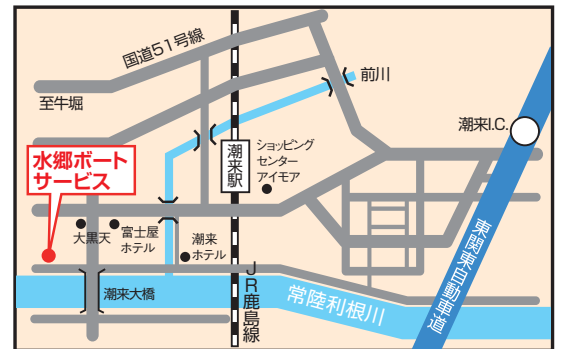 国道51号線
至牛堀
前川
潮来I.C.
水郷ボート
サービス
潮来駅
ショッピング
センター
アイモア
大黒天
富士屋
ホテル
潮来
ホテル
潮来大橋
JR鹿島線
常陸利根川
東関東自動車道